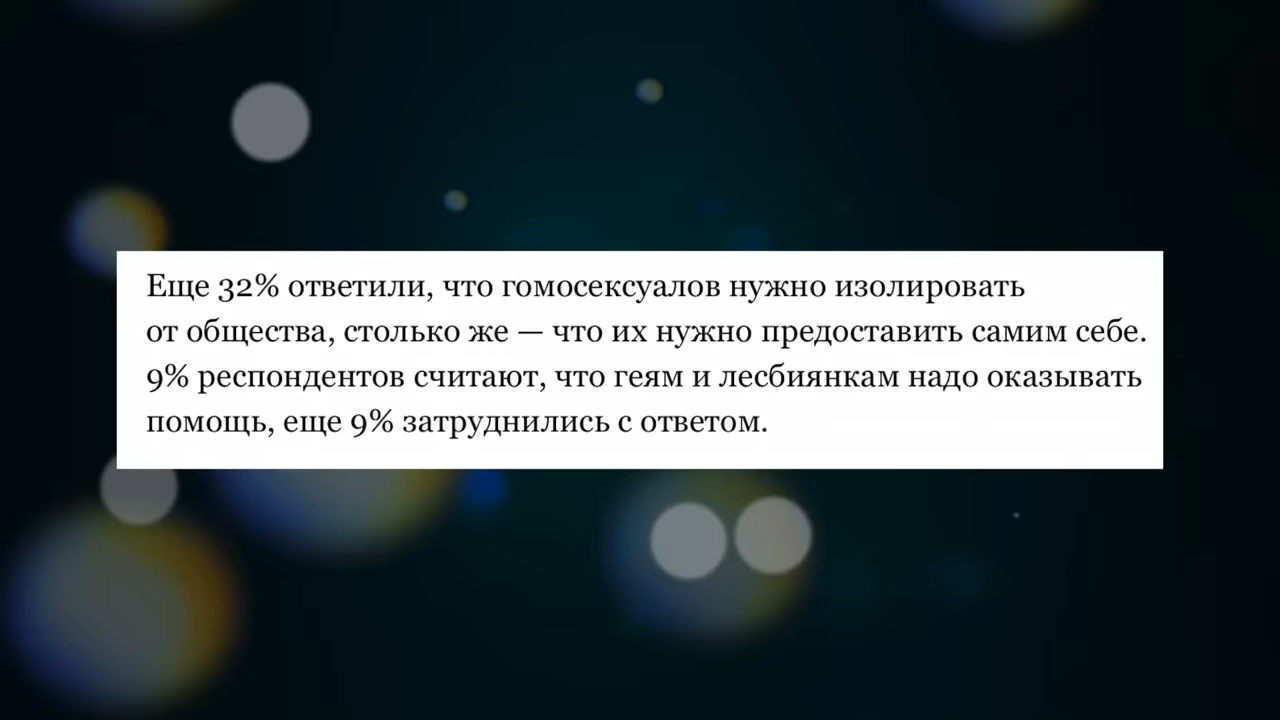 Еще 32% ответили, что гомосексуалов нужно изолировать
от общества, столько же — что их нужно предоставить самим себе.
9% респондентов считают, что геям и лесбиянкам надо оказывать
помощь, еще 9% затруднились с ответом.